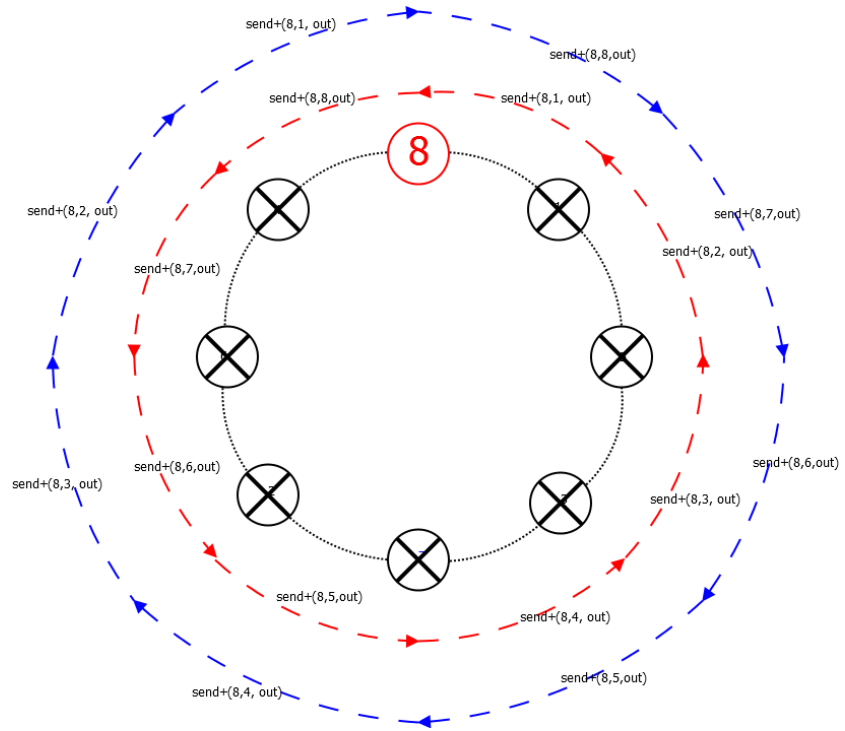 send+(8,1, out)
send+(8,8,out)
send+(8,8,out)
send+(8,1, out)
8
send+(8,2, out)
send+(8,7,out)
send+(8,2, out)
send+(8,7,out)
send+(8,6,out)
send+(8,6,out)
send+(8,3, out)
send+(8,3, out)
send+(8,5,out)
send+(8,4, out)
send+(8,5,out)
send+(8,4, out)